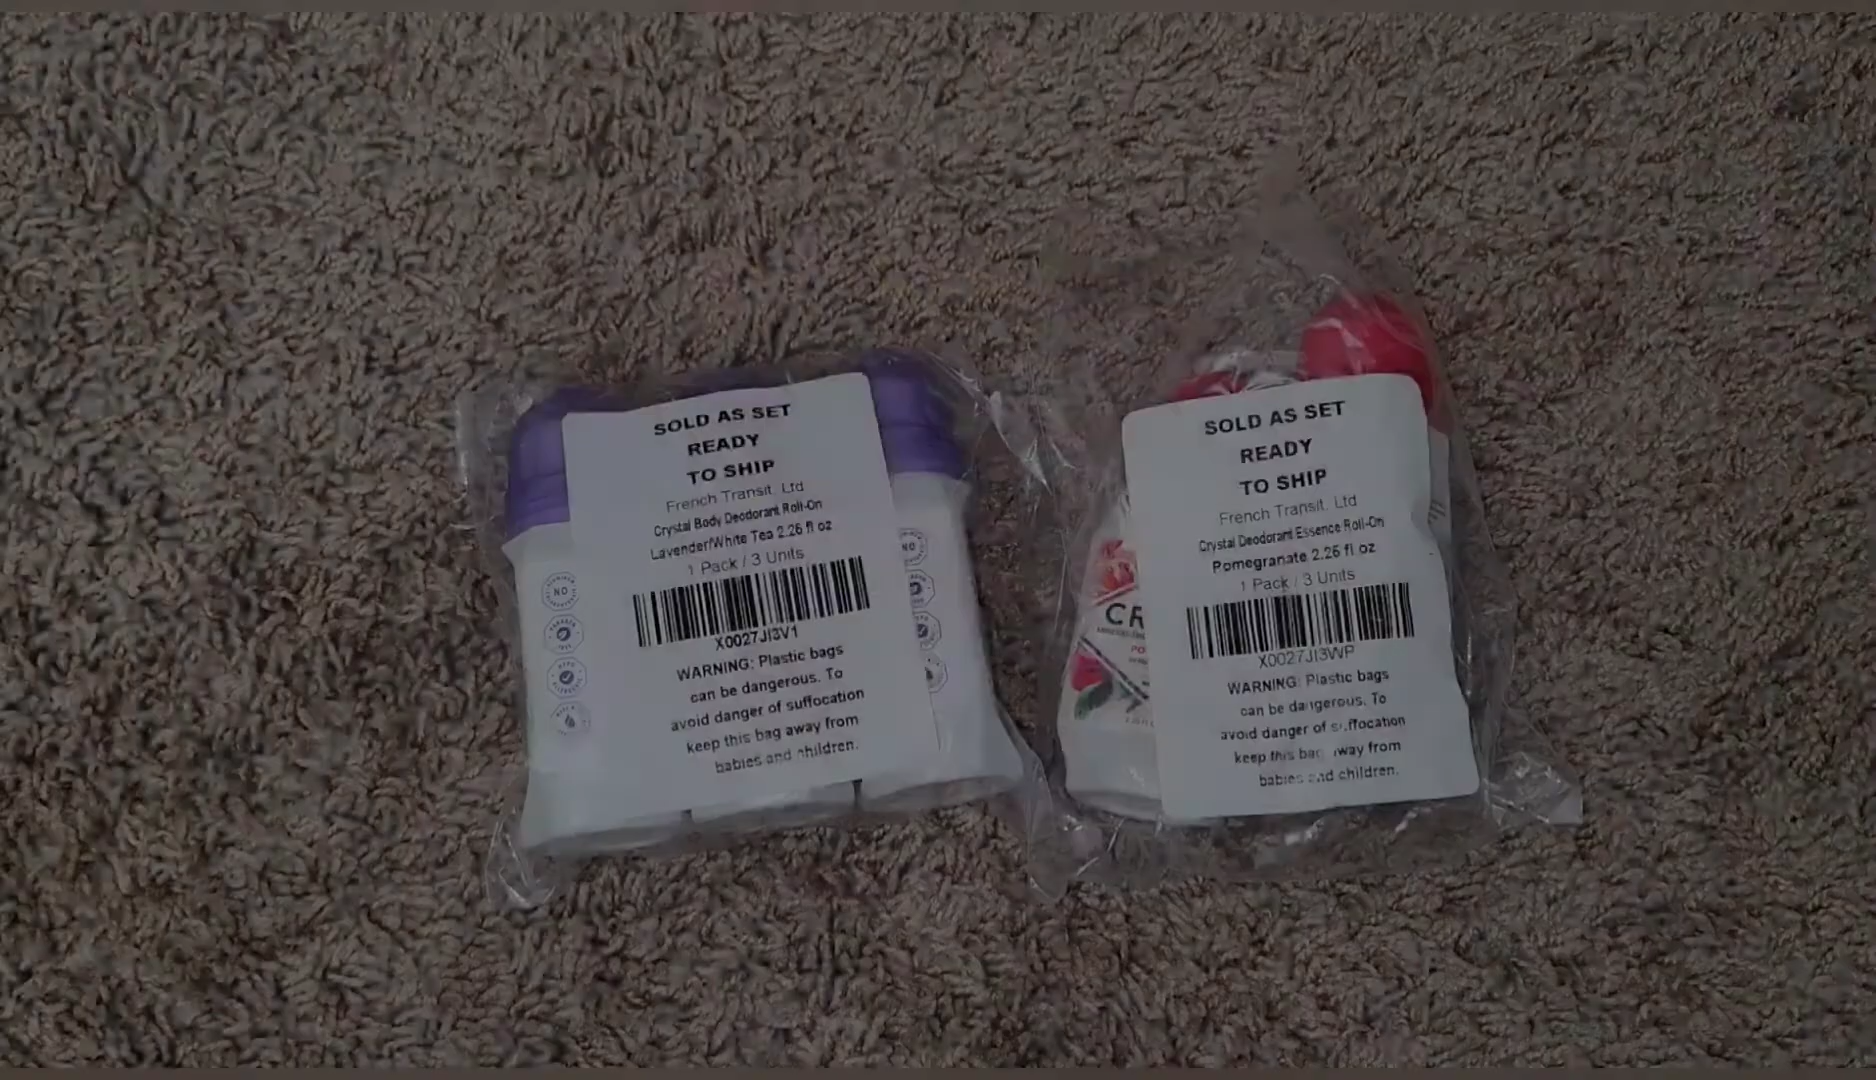 SOLD AS SET
READY
TO SHIP
French Transit, Ltd
Crystal Body Deodorant Roll-On
Lavender/White Tea 2.26 fl oz
1 Pack / 3 Units
X0027JI3V1
WARNING: Plastic bags
can be dangerous. To
avoid danger of suffocation
keep this bag away from
babies and children.
NO
NO
SOLD AS SET
READY
TO SHIP
French Transit, Ltd
Crystal Deodorant Essence Roll-On
Pomegranate 2.26 fl oz
1 Pack / 3 Units
X0027JI3WP
WARNING: Plastic bags
can be dangerous. To
avoid danger of suffocation
keep this bag away from
babies and children.
CR
PO